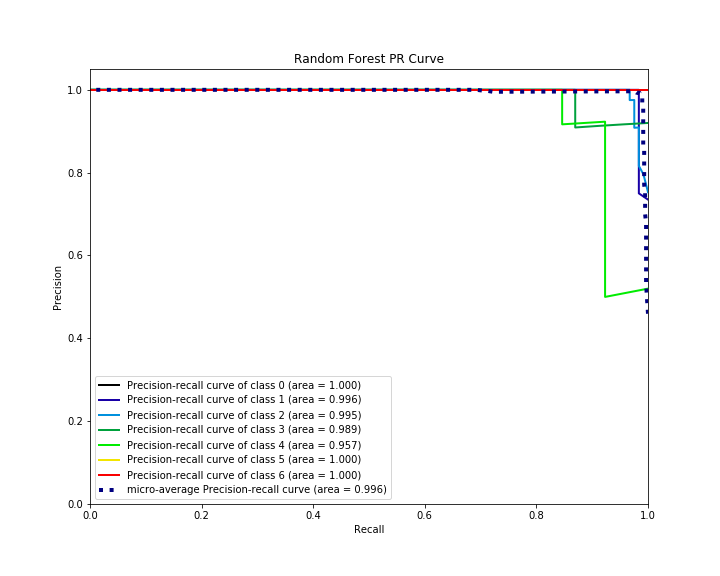 Random Forest PR Curve
1.0
0.8
0.6
0.4
0.2
0.0
Precision
Precision-recall curve of class 0 (area = 1.000)
Precision-recall curve of class 1 (area = 0.996)
Precision-recall curve of class 2 (area = 0.995)
Precision-recall curve of class 3 (area = 0.989)
Precision-recall curve of class 4 (area = 0.957)
Precision-recall curve of class 5 (area = 1.000)
Precision-recall curve of class 6 (area = 1.000)
micro-average Precision-recall curve (area = 0.996)
0.0 0.2 0.4 0.6 0.8 1.0
Recall